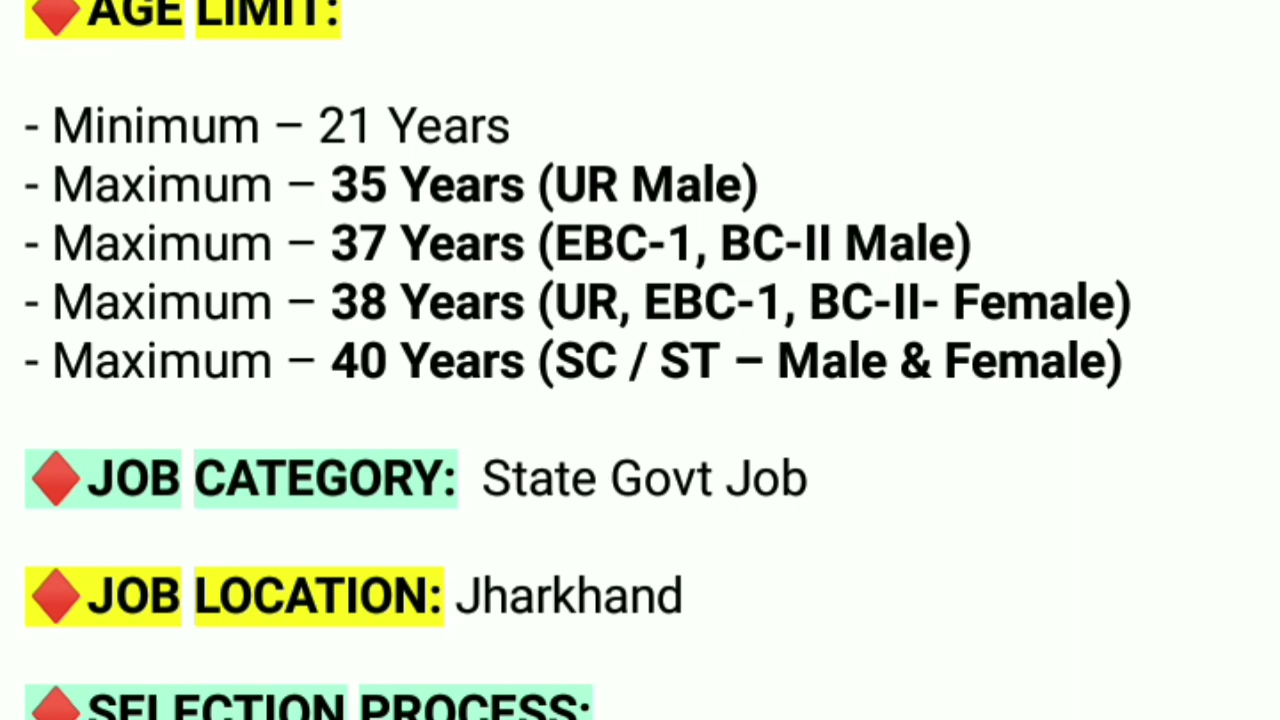 ♦️AGE LIMIT:
- Minimum – 21 Years
- Maximum – 35 Years (UR Male)
- Maximum – 37 Years (EBC-1, BC-II Male)
- Maximum – 38 Years (UR, EBC-1, BC-II- Female)
- Maximum – 40 Years (SC / ST – Male & Female)
♦️JOB CATEGORY: State Govt Job
♦️JOB LOCATION: Jharkhand
♦️SELECTION PROCESS: